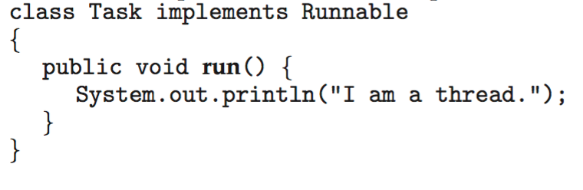 class Task implements Runnable
{
public void run() {
System.out.println("I am a thread.");
}
}